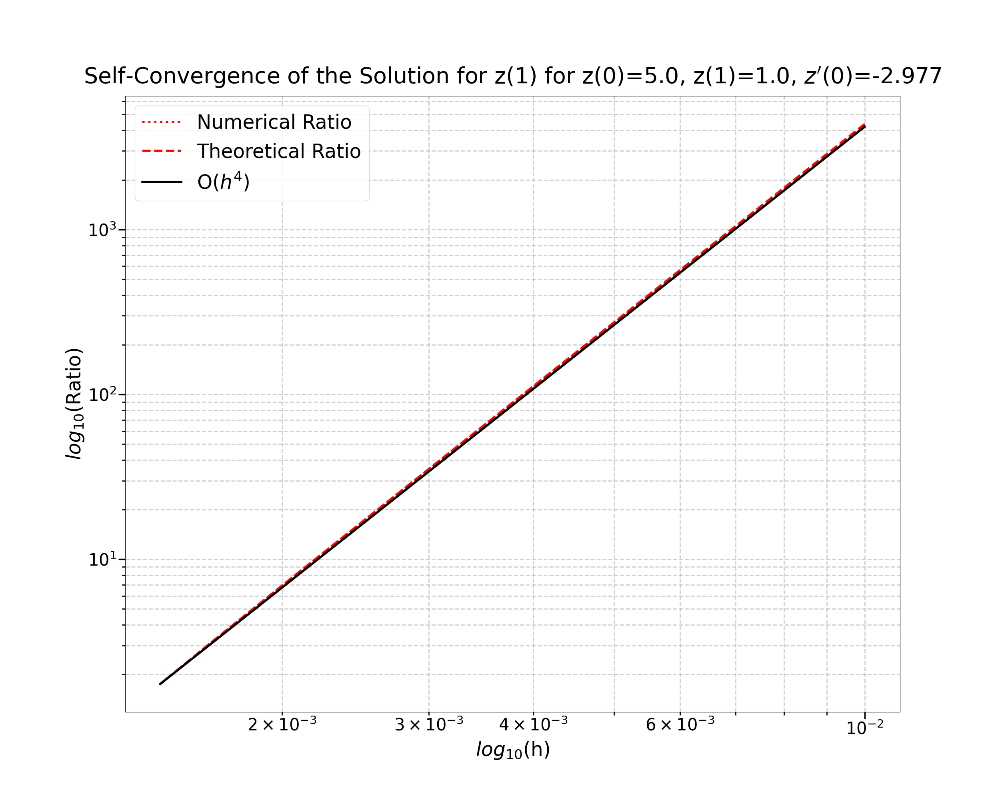 Self-Convergence of the Solution for z(1) for z(0)=5.0, z(1)=1.0, z′(0)=-2.977
Numerical Ratio
Theoretical Ratio
O(h⁴)
log₁₀(Ratio)
10³
10²
10¹
2×10⁻³ 3×10⁻³ 4×10⁻³ 6×10⁻³ 10⁻²
log₁₀(h)